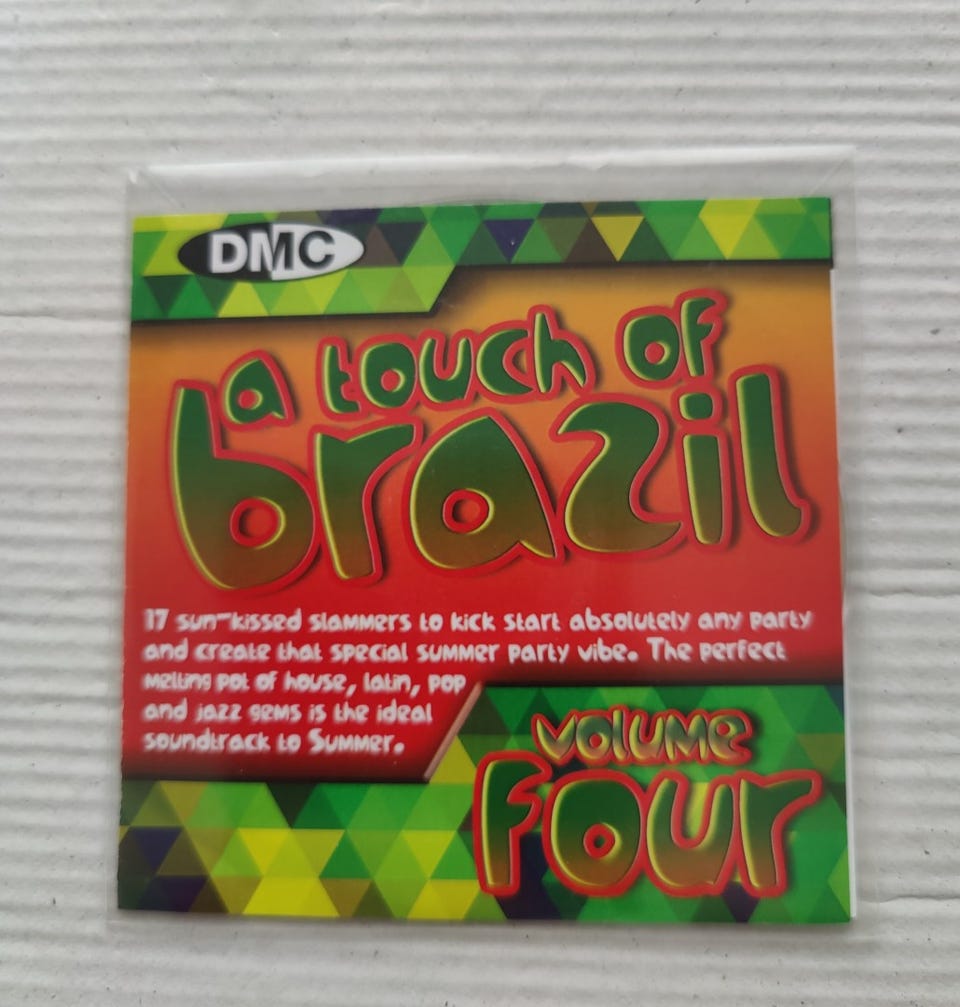 DMC
a touch of
brazil
17 sun-kissed slammers to kick start absolutely any party
and create that special summer party vibe. The perfect
melting pot of house, latin, pop
and jazz gems is the ideal
soundtrack to Summer.
volume
four